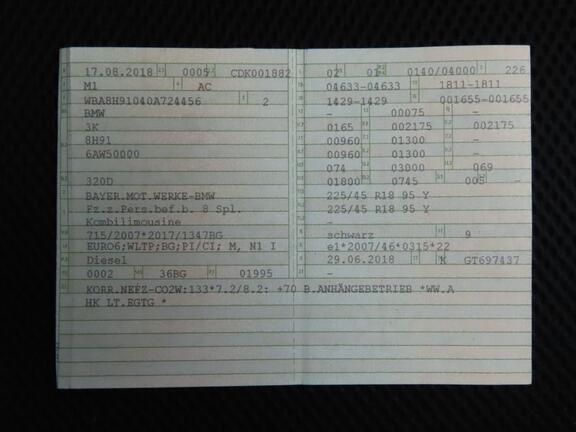 17.08.2018 0005 CDK001882
M1 AC
WBA8H91040A724456 2
BMW
3K
8H91
6AW50000
320D
BAYER.MOT.WERKE-BMW
Fz.z.Pers.bef.b. 8 Spl.
Kombilimousine
715/2007*2017/1347BG
EURO6;WLTP;BG;PI/CI; M, N1 I
Diesel
0002 36BG 01995
02 01 0140/04000 226
04633-04633 1811-1811
1429-1429 001655-001655
- 00075 -
0165 002175 002175
00960 01300 -
00960 01300 -
074 03000 069
01800 0745 005 -
225/45 R18 95 Y
225/45 R18 95 Y
-
schwarz 9
e1*2007/46*0315*22
29.06.2018 K GT697437
-
KORR.NEFZ-CO2W:133*7.2/8.2: +70 B.ANHÄNGEBETRIEB *WW.A
HK LT.EGTG *